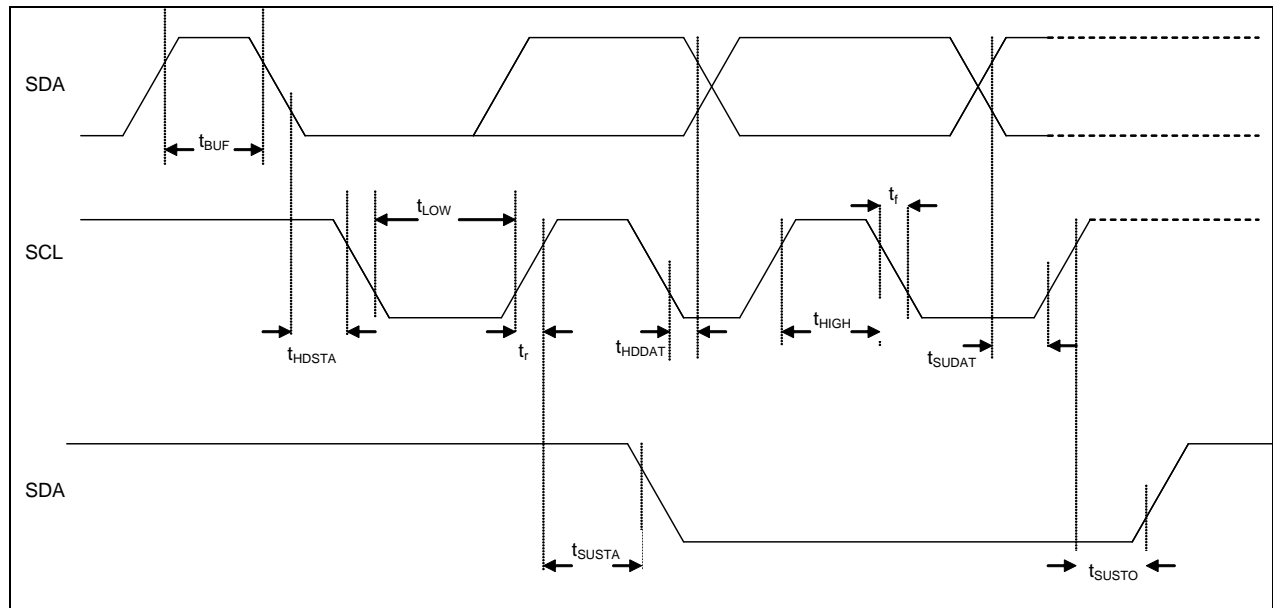 SDA
tBUF
tLOW
tf
SCL
tHDSTA
tr
tHDDAT
tHIGH
tSUDAT
SDA
tSUSTA
tSUSTO